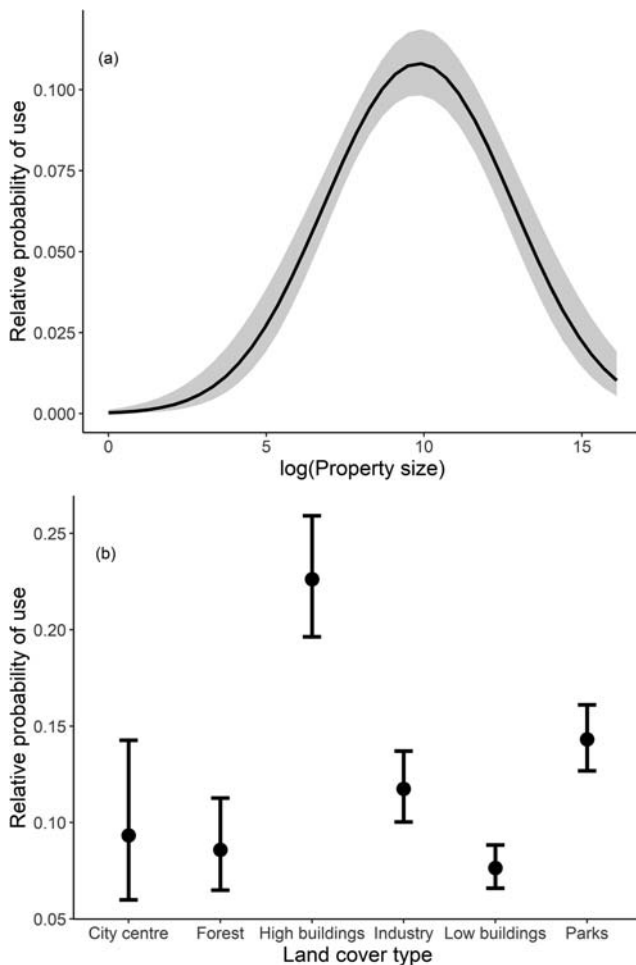 (a)
Relative probability of use
0.100
0.075
0.050
0.025
0.000
0 5 10 15
log(Property size)
(b)
Relative probability of use
0.25
0.20
0.15
0.10
0.05
City centre Forest High buildings Industry Low buildings Parks
Land cover type